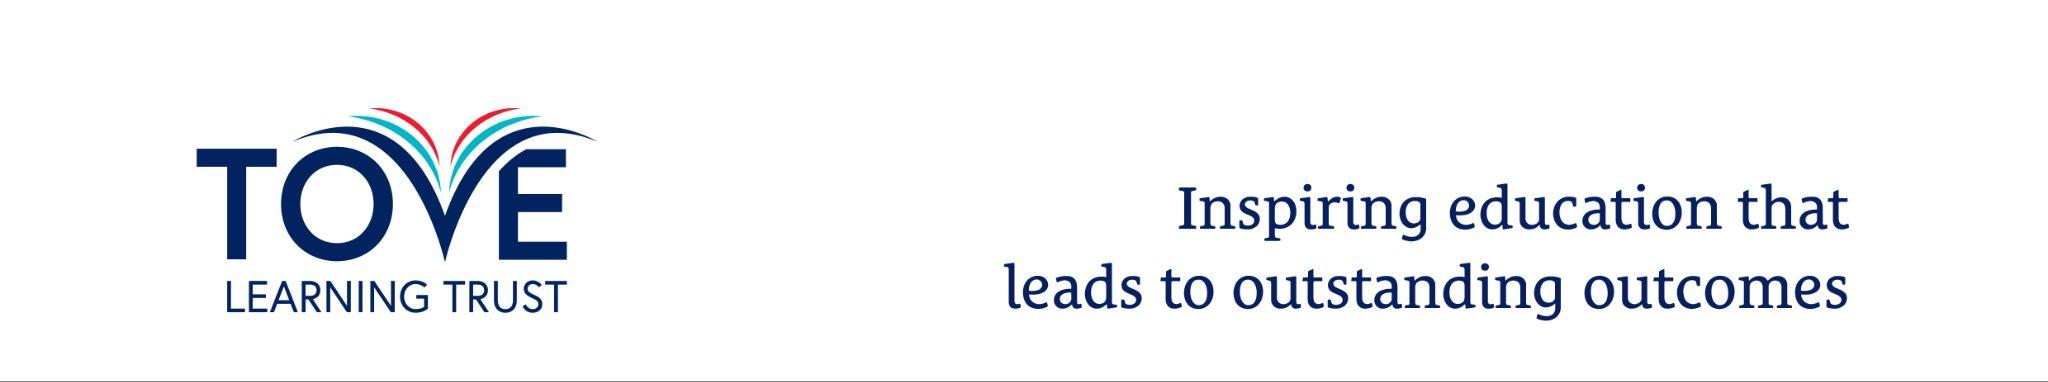 TOVE
LEARNING TRUST
Inspiring education that
leads to outstanding outcomes